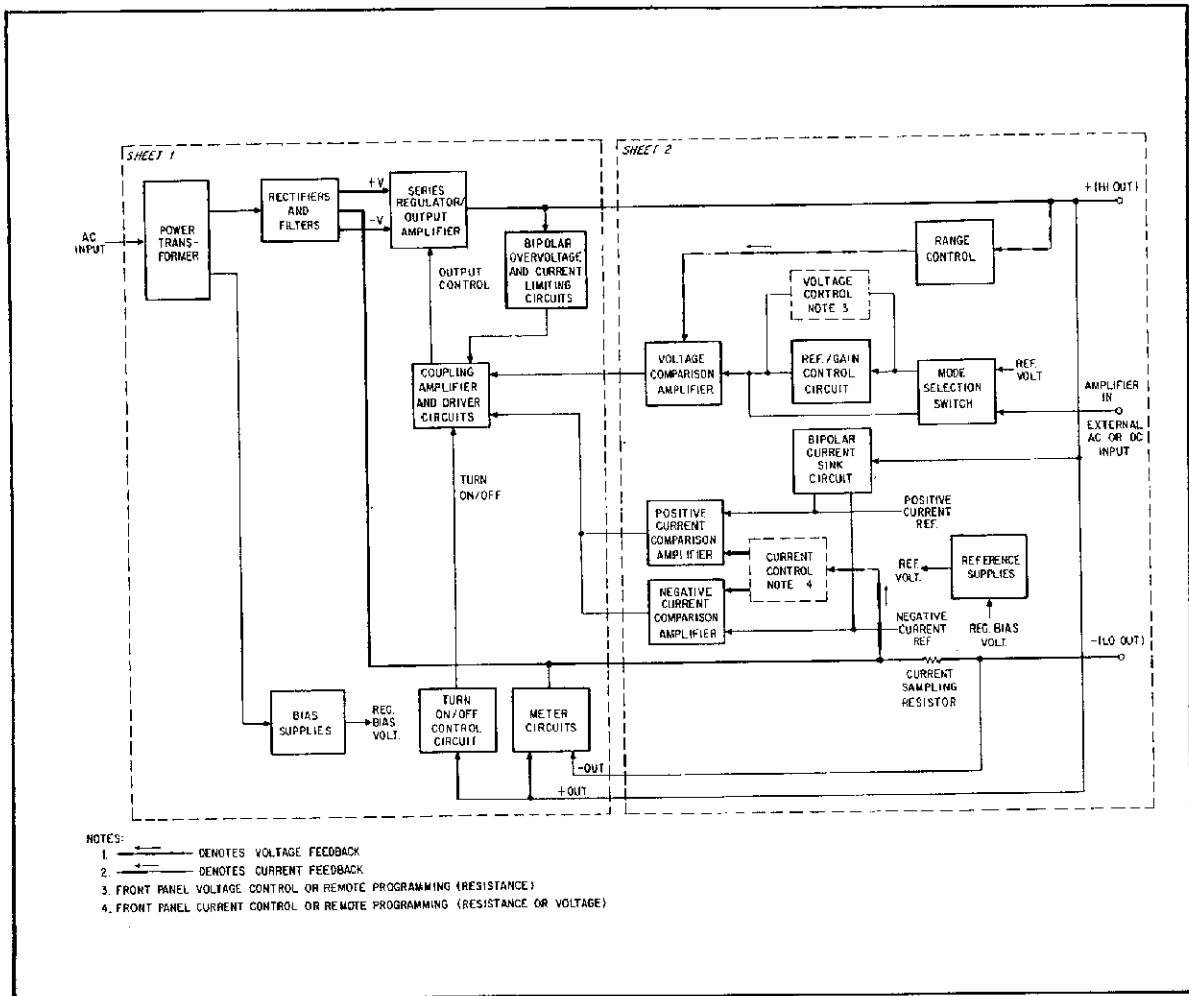 SHEET 1
SHEET 2
AC
INPUT
POWER
TRANS-
FORMER
RECTIFIERS
AND
FILTERS
+V
-V
SERIES
REGULATOR/
OUTPUT
AMPLIFIER
OUTPUT
CONTROL
BIPOLAR
OVERVOLTAGE
AND CURRENT
LIMITING
CIRCUITS
COUPLING
AMPLIFIER
AND DRIVER
CIRCUITS
TURN
ON/OFF
BIAS
SUPPLIES
REG.
BIAS
VOLT.
TURN
ON/OFF
CONTROL
CIRCUIT
METER
CIRCUITS
-OUT
+OUT
+(HI OUT)
RANGE
CONTROL
VOLTAGE
CONTROL
NOTE 3
VOLTAGE
COMPARISON
AMPLIFIER
REF./GAIN
CONTROL
CIRCUIT
MODE
SELECTION
SWITCH
REF.
VOLT
AMPLIFIER
IN
EXTERNAL
AC OR DC
INPUT
BIPOLAR
CURRENT
SINK
CIRCUIT
POSITIVE
CURRENT
COMPARISON
AMPLIFIER
POSITIVE
CURRENT
REF.
CURRENT
CONTROL
NOTE 4
REF.
VOLT.
REFERENCE
SUPPLIES
NEGATIVE
CURRENT
COMPARISON
AMPLIFIER
NEGATIVE
CURRENT
REF
REG. BIAS
VOLT.
-(LO OUT)
CURRENT
SAMPLING
RESISTOR
NOTES:
1. DENOTES VOLTAGE FEEDBACK
2. DENOTES CURRENT FEEDBACK
3. FRONT PANEL VOLTAGE CONTROL OR REMOTE PROGRAMMING (RESISTANCE)
4. FRONT PANEL CURRENT CONTROL OR REMOTE PROGRAMMING (RESISTANCE OR VOLTAGE)